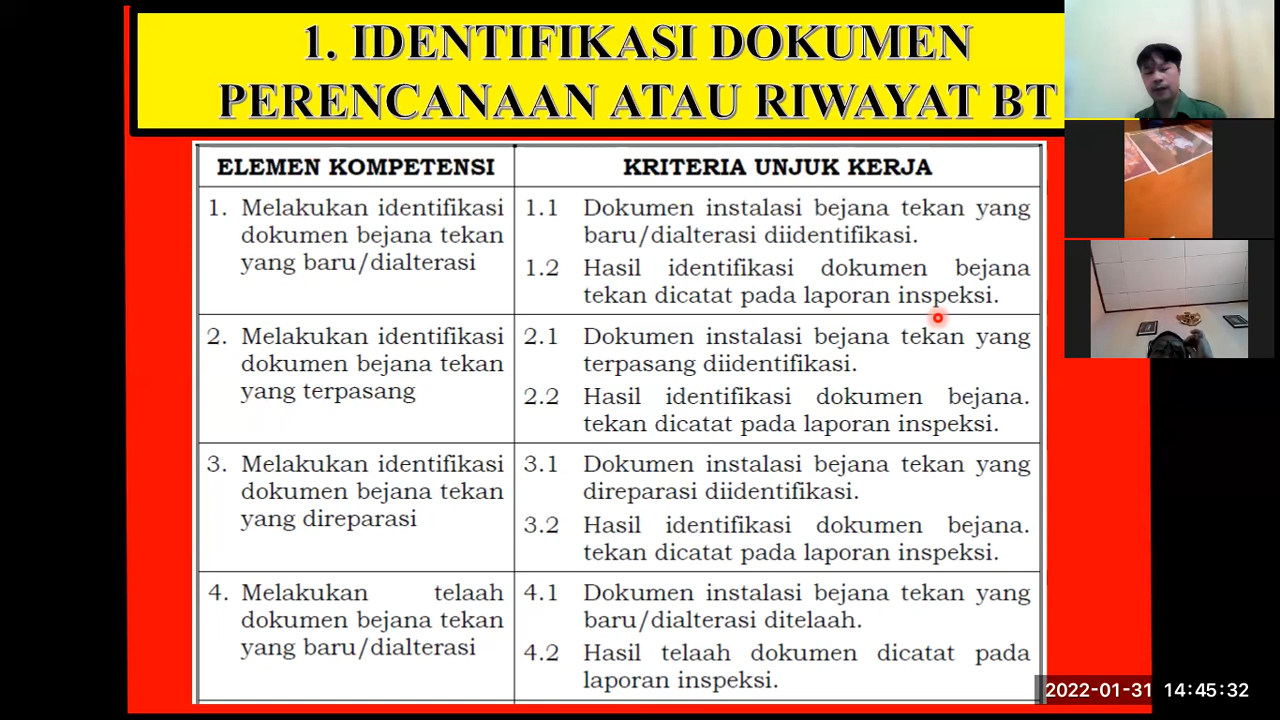 1. IDENTIFIKASI DOKUMEN
PERENCANAAN ATAU RIWAYAT BT
ELEMEN KOMPETENSI
KRITERIA UNJUK KERJA
1. Melakukan identifikasi
dokumen bejana tekan
yang baru/dialterasi
1.1 Dokumen instalasi bejana tekan yang
baru/dialterasi diidentifikasi.
1.2 Hasil identifikasi dokumen bejana
tekan dicatat pada laporan inspeksi.
2. Melakukan identifikasi
dokumen bejana tekan
yang terpasang
2.1 Dokumen instalasi bejana tekan yang
terpasang diidentifikasi.
2.2 Hasil identifikasi dokumen bejana.
tekan dicatat pada laporan inspeksi.
3. Melakukan identifikasi
dokumen bejana tekan
yang direparasi
3.1 Dokumen instalasi bejana tekan yang
direparasi diidentifikasi.
3.2 Hasil identifikasi dokumen bejana.
tekan dicatat pada laporan inspeksi.
4. Melakukan telaah
dokumen bejana tekan
yang baru/dialterasi
4.1 Dokumen instalasi bejana tekan yang
baru/dialterasi ditelaah.
4.2 Hasil telaah dokumen dicatat pada
laporan inspeksi.
2022-01-31 14:45:32